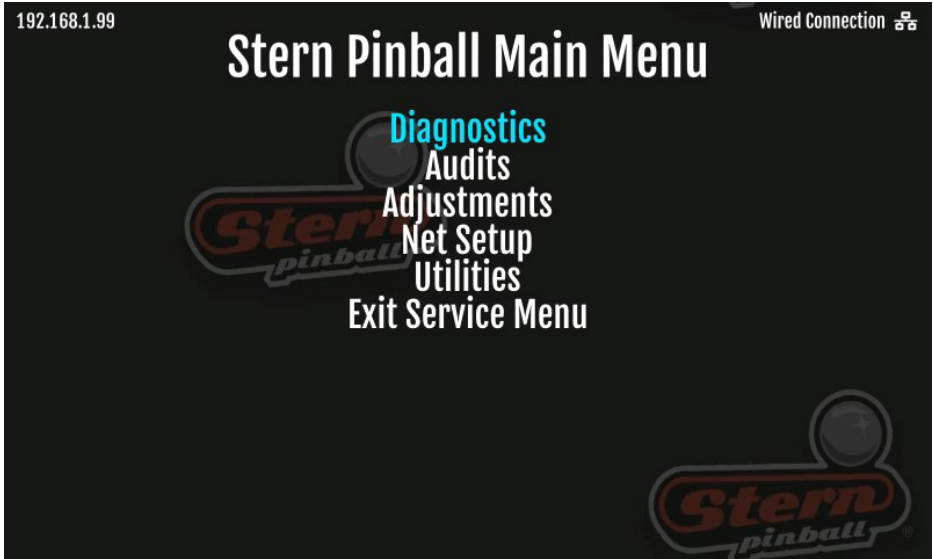 192.168.1.99
Wired Connection
Stern Pinball Main Menu
Diagnostics
Audits
Adjustments
Net Setup
Utilities
Exit Service Menu
Stern
pinball
Stern
pinball
®